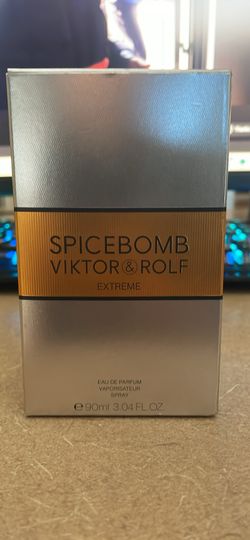 SPICEBOMB
VIKTOR&ROLF
EXTREME
EAU DE PARFUM
VAPORISATEUR
SPRAY
℮ 90ml 3.04 FL.OZ